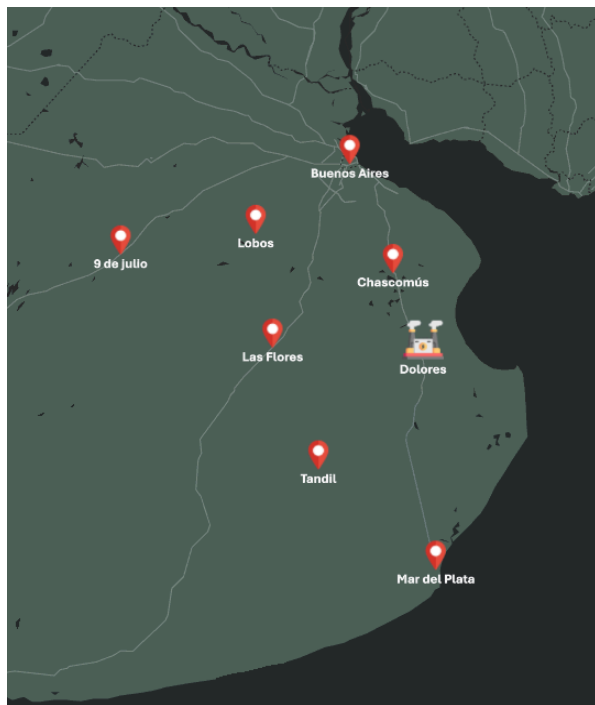 Buenos Aires
Lobos
9 de julio
Chascomús
Las Flores
Dolores
Tandil
Mar del Plata